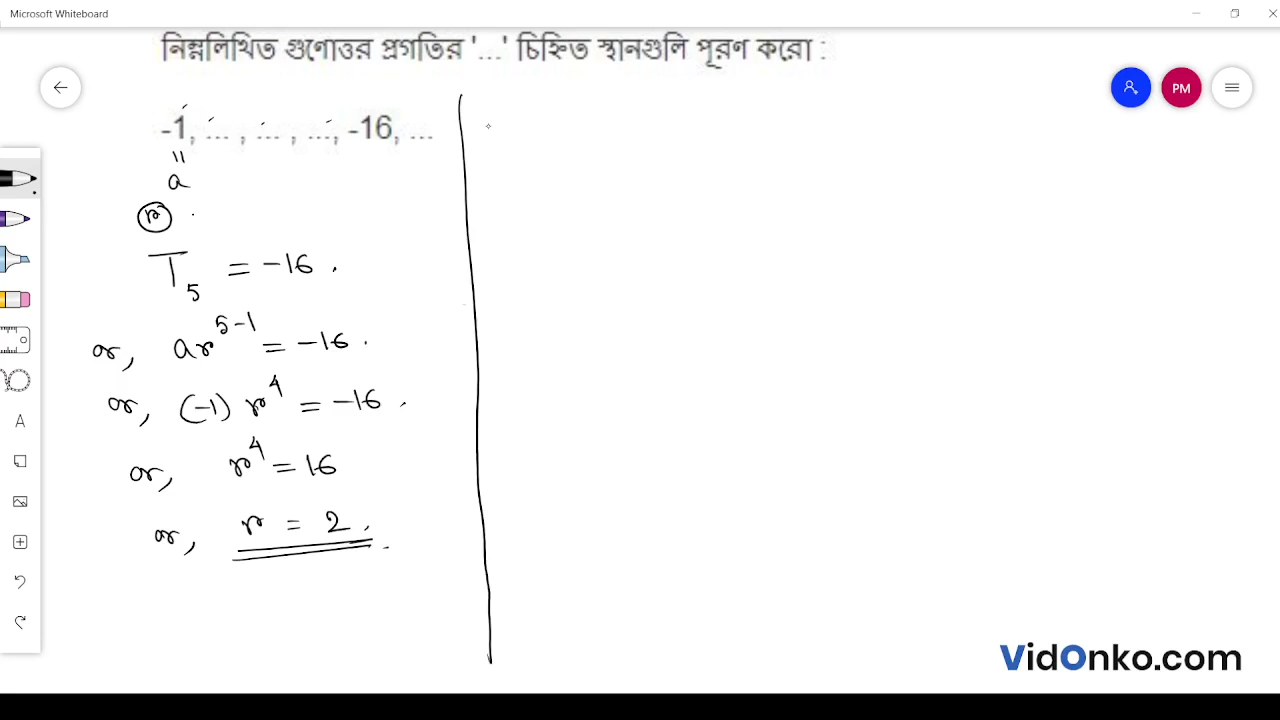 Microsoft Whiteboard
নিম্নলিখিত গুণোত্তর প্রগতির '...' চিহ্নিত স্থানগুলি পূরণ করো :
PM
-1, ... , ... , ..., -16, ...
"
a
r
T₅ = -16 .
or, ar⁵⁻¹ = -16 .
or, (-1) r⁴ = -16 .
or, r⁴ = 16
or, r = 2 .
A
VidOnko.com